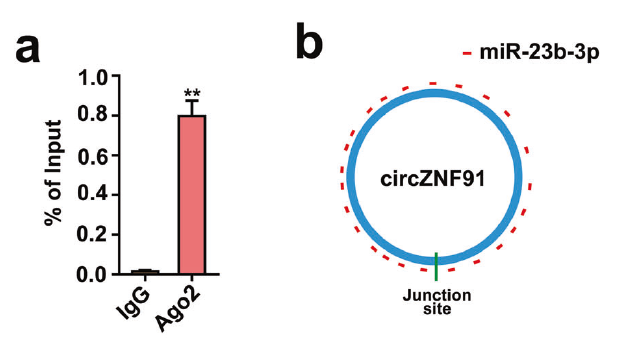 a
1.0
0.8
0.6
0.4
0.2
0.0
% of Input
**
IgG
Ago2
b
miR-23b-3p
circZNF91
Junction
site